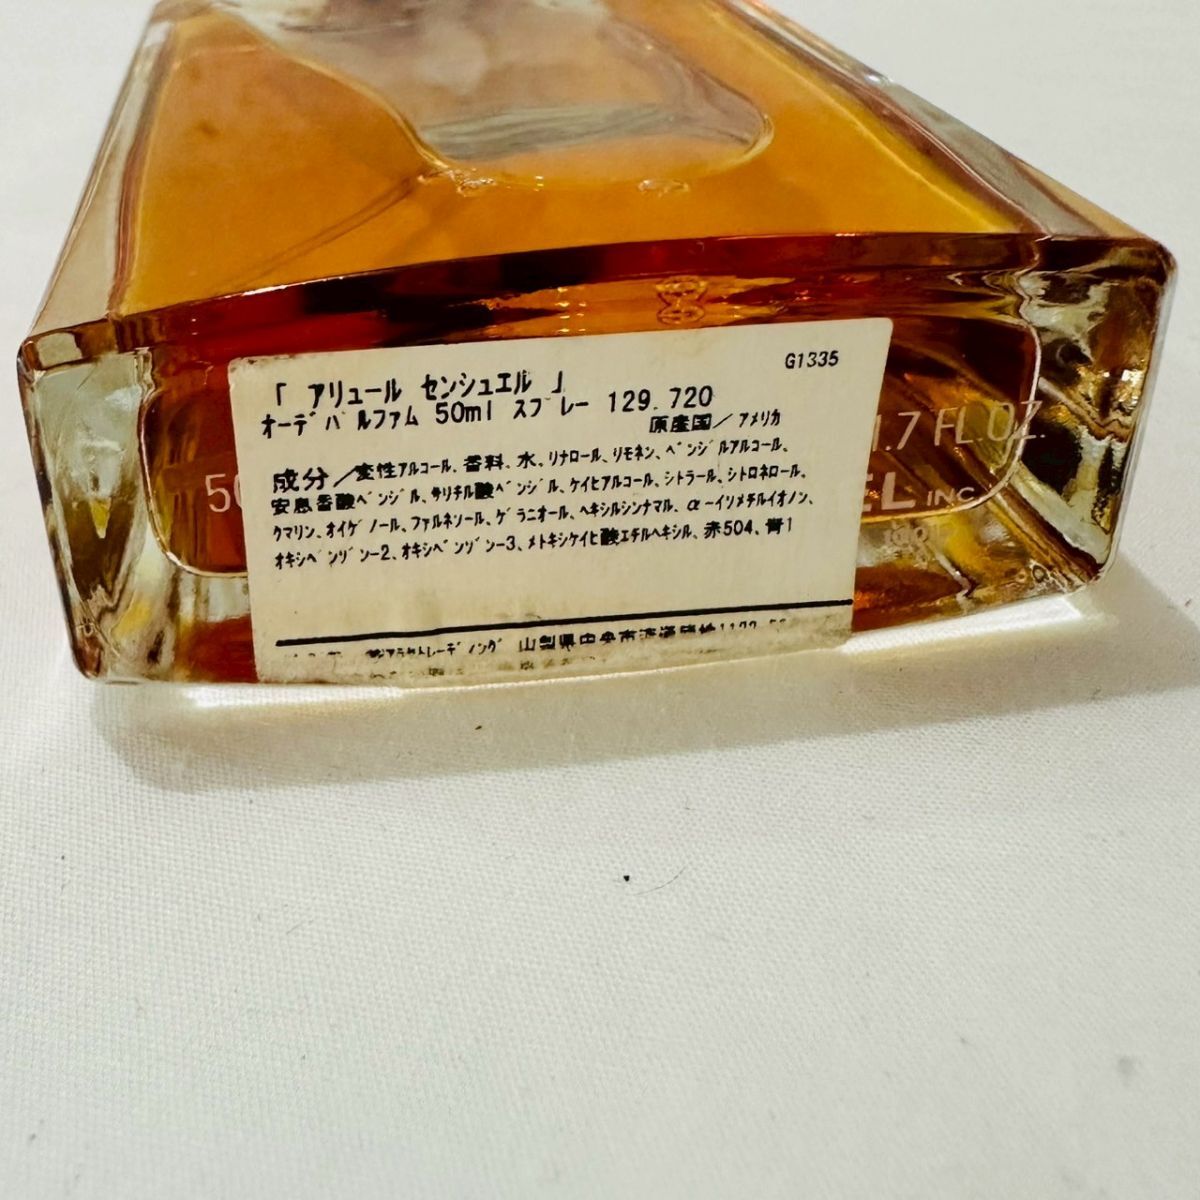 G1335
「 アリュール センシュエル 」
オーデパルファム 50ml スプレー 129.720
原産国/アメリカ
成分/変性アルコール、香料、水、リナロール、リモネン、ベンジルアルコール、
安息香酸ベンジル、サリチル酸ベンジル、ケイヒアルコール、シトラール、シトロネロール、
クマリン、オイゲノール、ファルネソール、ゲラニオール、ヘキシルシンナマル、α-イソメチルイオノン、
オキシベンゾン-2、オキシベンゾン-3、メトキシケイヒ酸エチルヘキシル、赤504、青1
山梨県中央市
1.7 FL.OZ.
EL INC